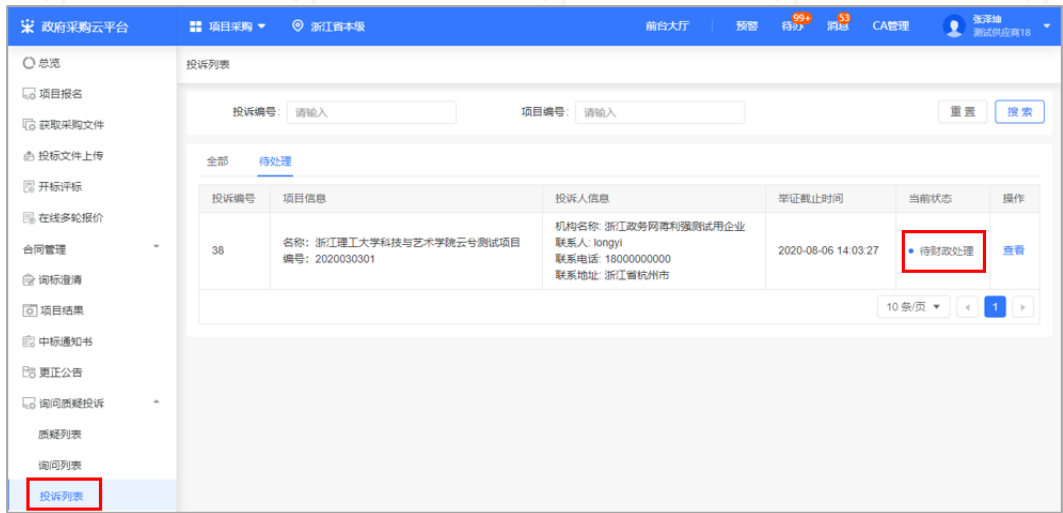 政府采购云平台
项目采购
浙江省本级
前台大厅
预警
待办
99+
消息
53
CA管理
张泽坤
测试供应商18
总览
项目报名
获取采购文件
投标文件上传
开标评标
在线多轮报价
合同管理
询标澄清
项目结果
中标通知书
更正公告
询问质疑投诉
质疑列表
询问列表
投诉列表
投诉列表
投诉编号: 请输入
项目编号: 请输入
重置
搜索
全部
待处理
投诉编号 项目信息 投诉人信息 举证截止时间 当前状态 操作
38
名称: 浙江理工大学科技与艺术学院云兮测试项目
编号: 2020030301
机构名称: 浙江政务网蒋利强测试用企业
联系人: longyi
联系电话: 18000000000
联系地址: 浙江省杭州市
2020-08-06 14:03:27
待财政处理
查看
10 条/页
1